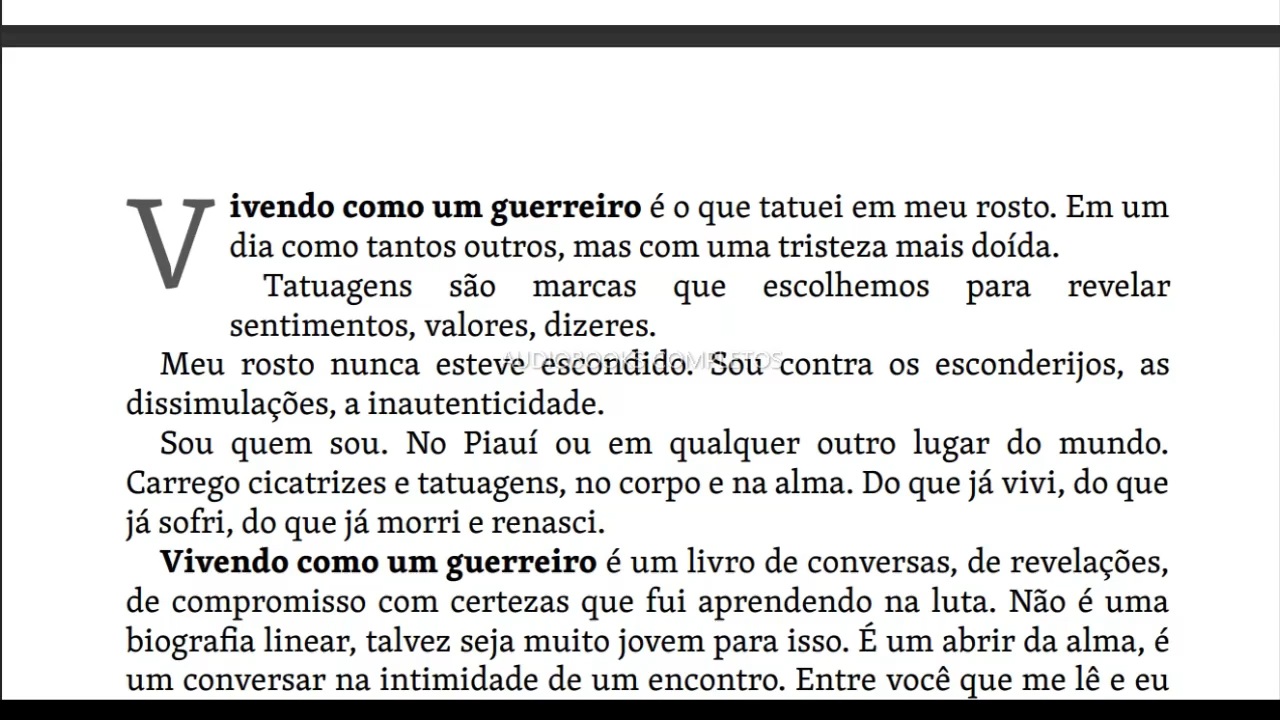 Vivendo como um guerreiro é o que tatuei em meu rosto. Em um
dia como tantos outros, mas com uma tristeza mais doída.
Tatuagens são marcas que escolhemos para revelar
sentimentos, valores, dizeres.
Meu rosto nunca esteve escondido. Sou contra os esconderijos, as
AUDIOBOOKS COMPLETOS
dissimulações, a inautenticidade.
Sou quem sou. No Piauí ou em qualquer outro lugar do mundo.
Carrego cicatrizes e tatuagens, no corpo e na alma. Do que já vivi, do que
já sofri, do que já morri e renasci.
Vivendo como um guerreiro é um livro de conversas, de revelações,
de compromisso com certezas que fui aprendendo na luta. Não é uma
biografia linear, talvez seja muito jovem para isso. É um abrir da alma, é
um conversar na intimidade de um encontro. Entre você que me lê e eu